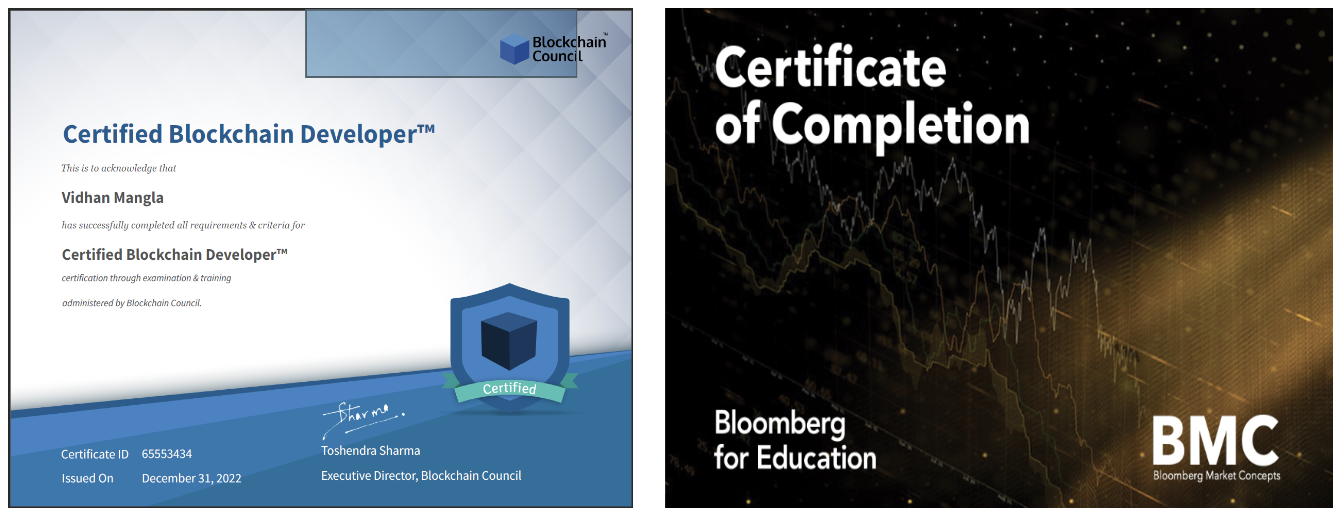 Blockchain
Council
™
Certified Blockchain Developer™
This is to acknowledge that
Vidhan Mangla
has successfully completed all requirements & criteria for
Certified Blockchain Developer™
certification through examination & training
administered by Blockchain Council.
Certified
Sharma.
Toshendra Sharma
Executive Director, Blockchain Council
Certificate ID 65553434
Issued On December 31, 2022
Certificate
of Completion
Bloomberg
for Education
BMC
Bloomberg Market Concepts